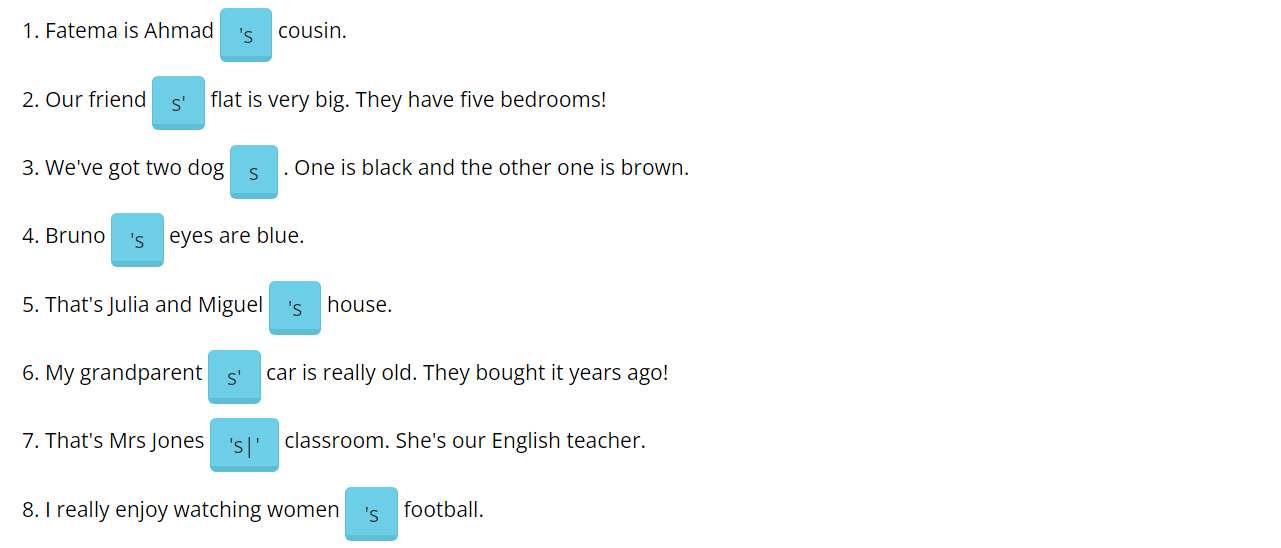 1. Fatema is Ahmad 's cousin.
2. Our friend s' flat is very big. They have five bedrooms!
3. We've got two dog s . One is black and the other one is brown.
4. Bruno 's eyes are blue.
5. That's Julia and Miguel 's house.
6. My grandparent s' car is really old. They bought it years ago!
7. That's Mrs Jones 's|' classroom. She's our English teacher.
8. I really enjoy watching women 's football.